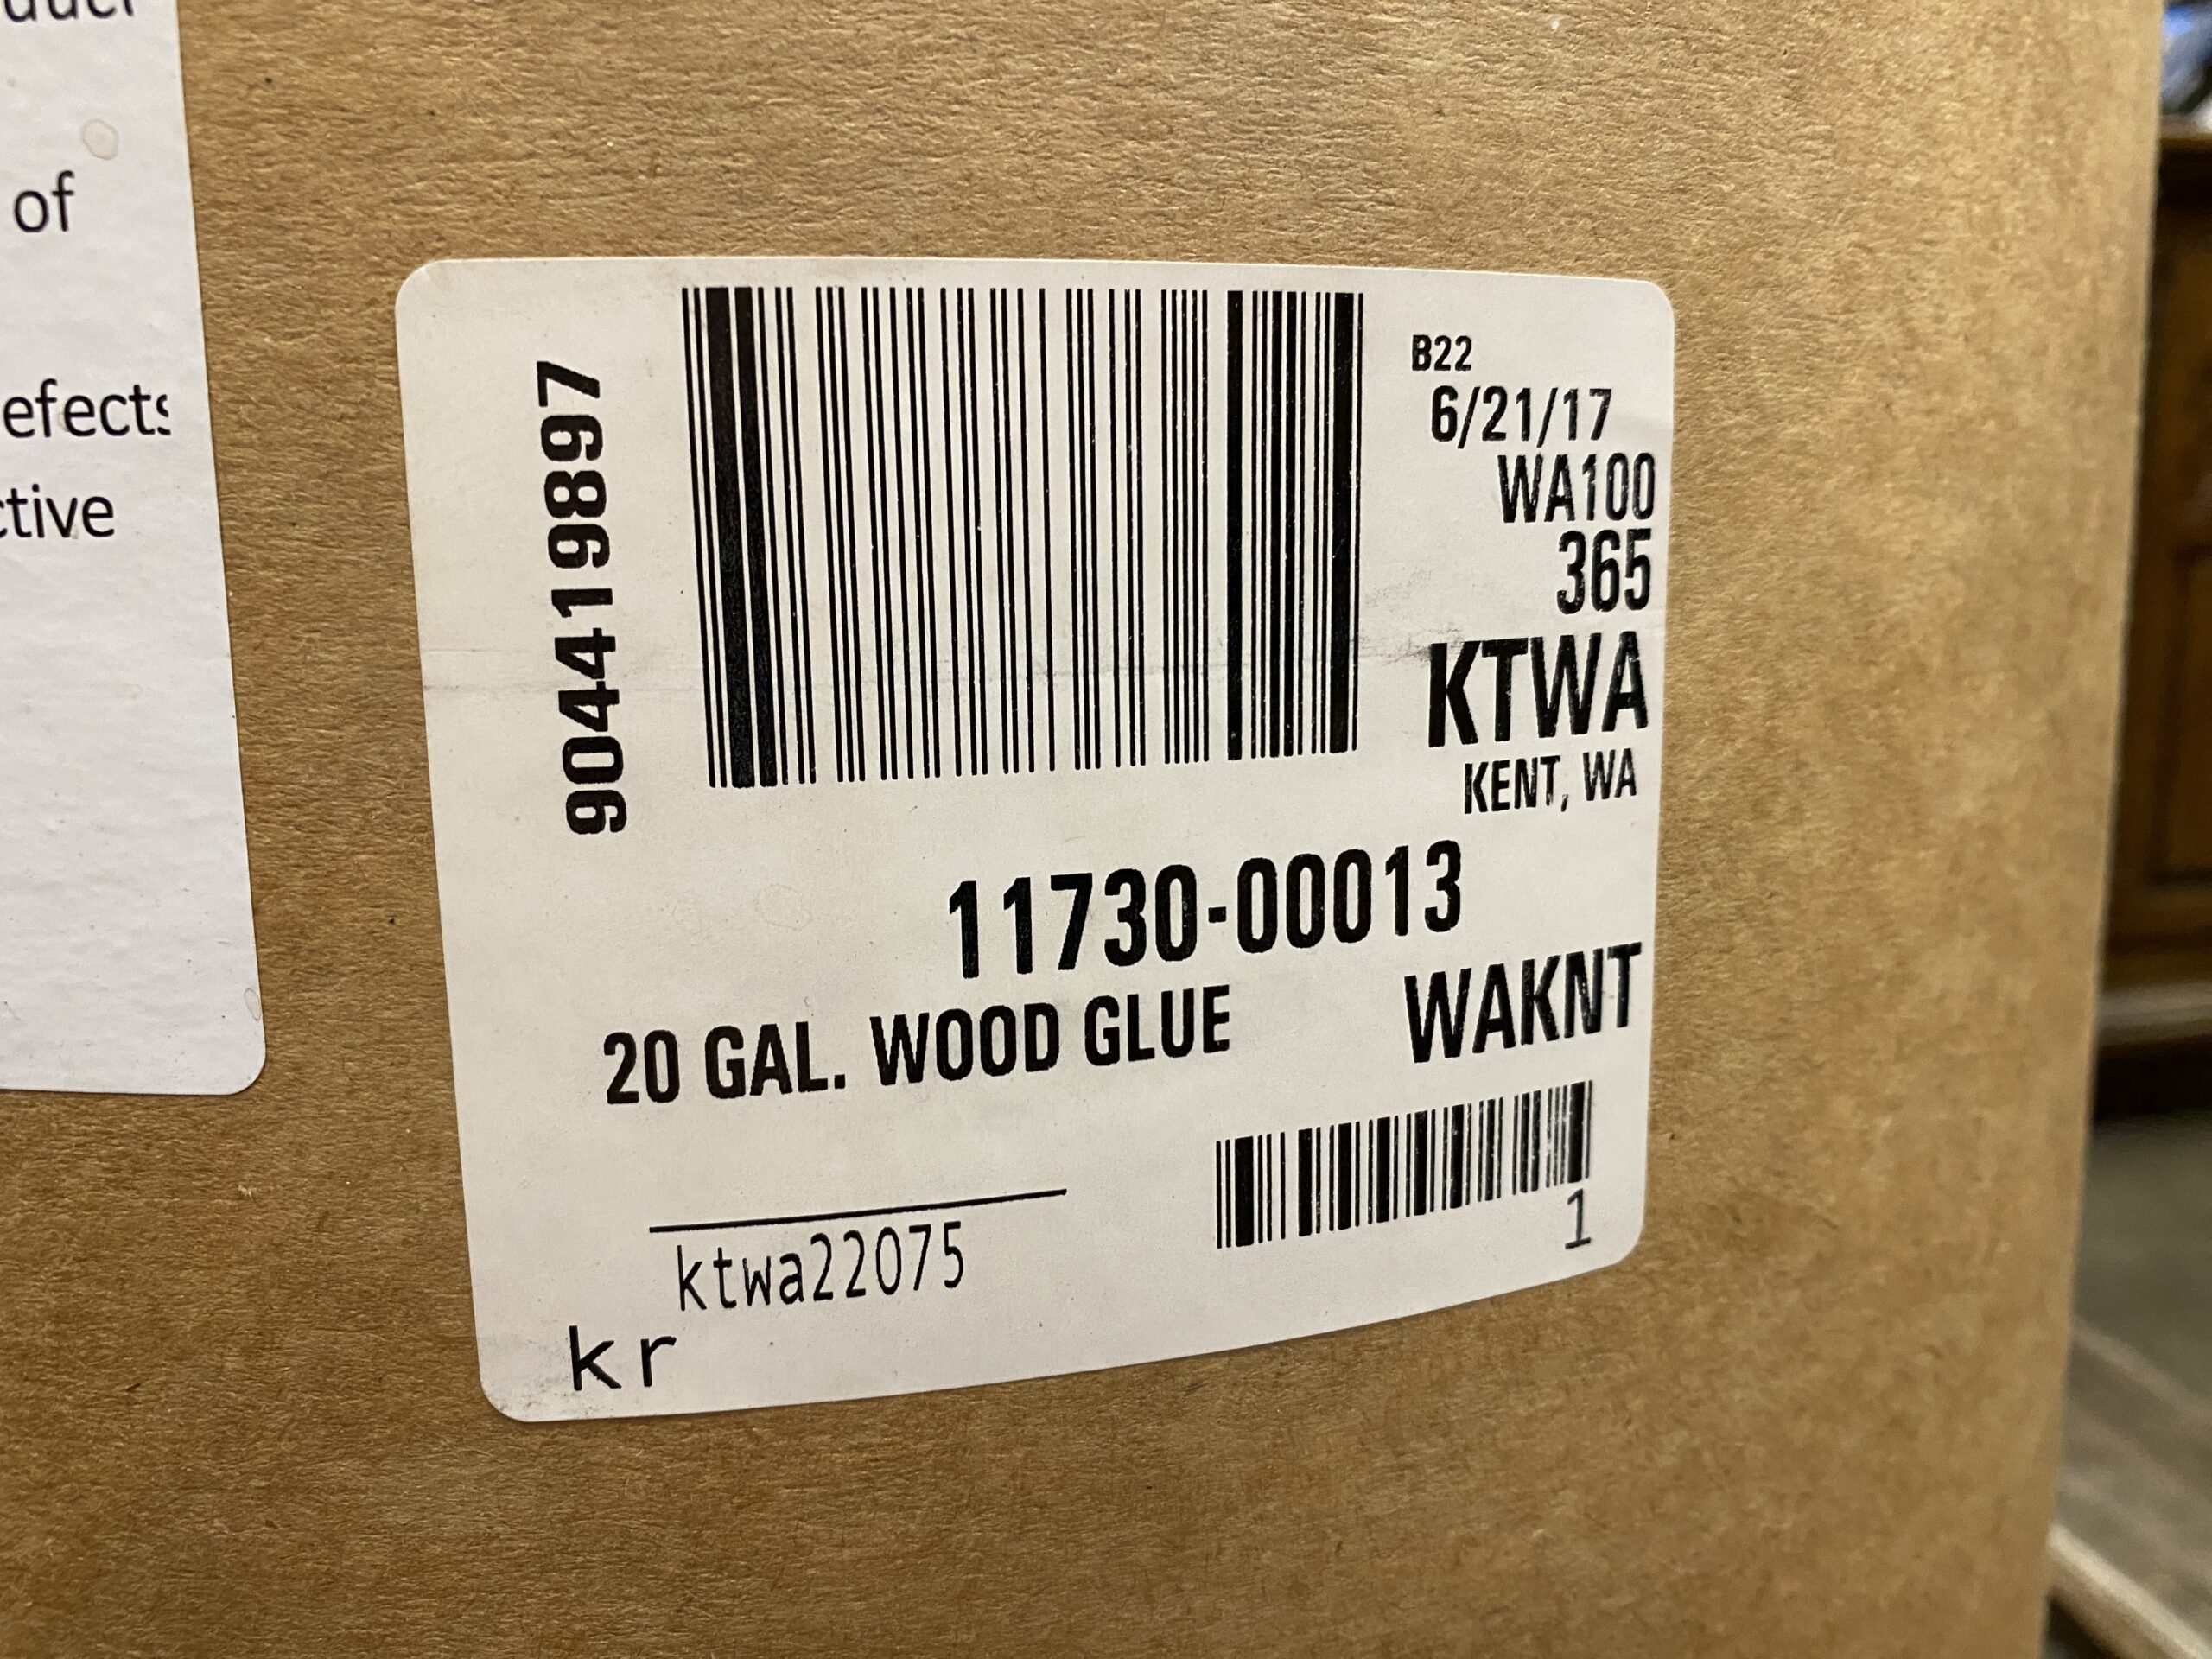 of
efects
ctive
904419897
B22
6/21/17
WA100
365
KTWA
KENT, WA
11730-00013
20 GAL. WOOD GLUE
WAKNT
ktwa22075
1
kr